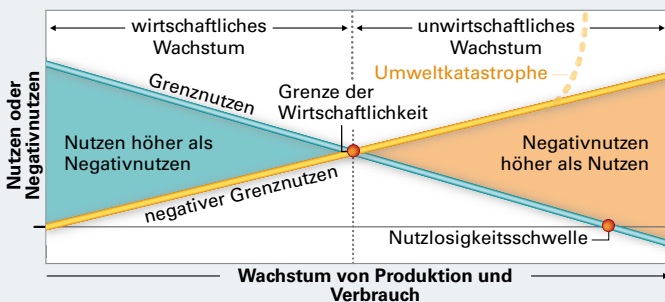 wirtschaftliches
Wachstum
unwirtschaftliches
Wachstum
Umweltkatastrophe
Grenznutzen
Grenze der
Wirtschaftlichkeit
Nutzen oder
Negativnutzen
Nutzen höher als
Negativnutzen
Negativnutzen
höher als Nutzen
negativer Grenznutzen
Nutzlosigkeitsschwelle
Wachstum von Produktion und
Verbrauch